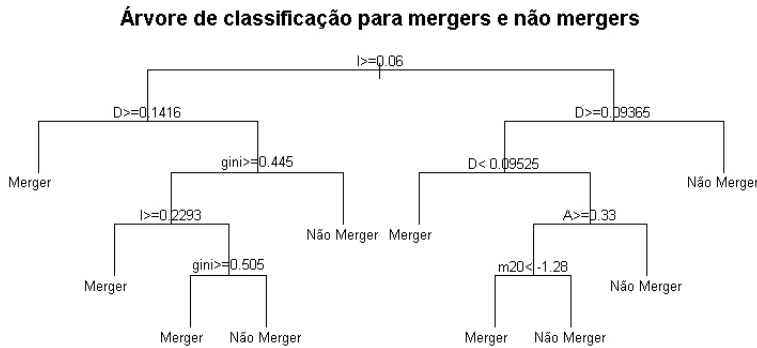 Árvore de classificação para mergers e não mergers
I>=0.06
D>=0.1416
D>=0.09365
gini>=0.445
D< 0.09525
Merger
Não Merger
I>=0.2293
A>=0.33
Não Merger
Merger
gini>=0.505
m20< -1.28
Merger
Não Merger
Merger
Não Merger
Merger
Não Merger